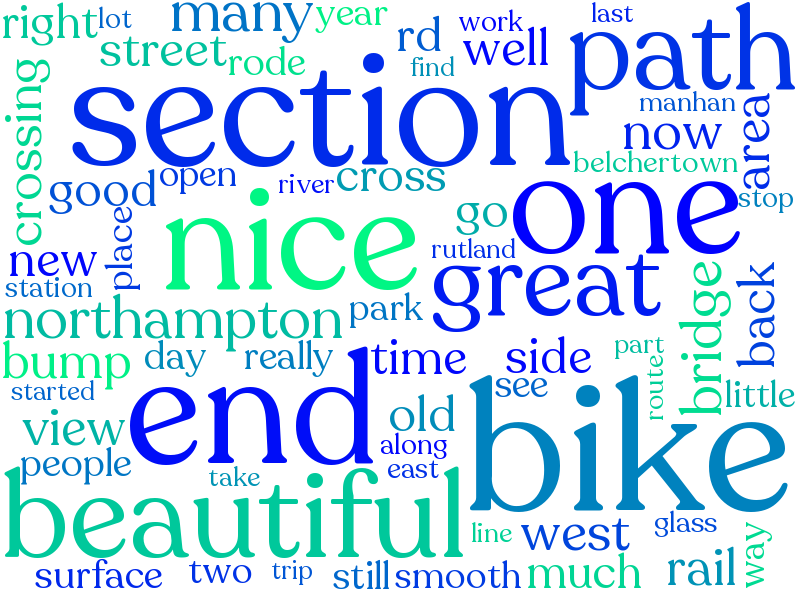 right
lot
many
year
work
last
street
rode
rd
well
find
path
section
manhan
crossing
now
area
belchertown
good
open
river
cross
stop
place
nice
go
one
new
rutland
station
great
northampton
park
bridge
back
bump
day
really
time
side
part
started
end
see
route
little
view
old
bike
people
along
east
take
beautiful
line
west
glass
way
surface
two
trip
still
smooth
much
rail